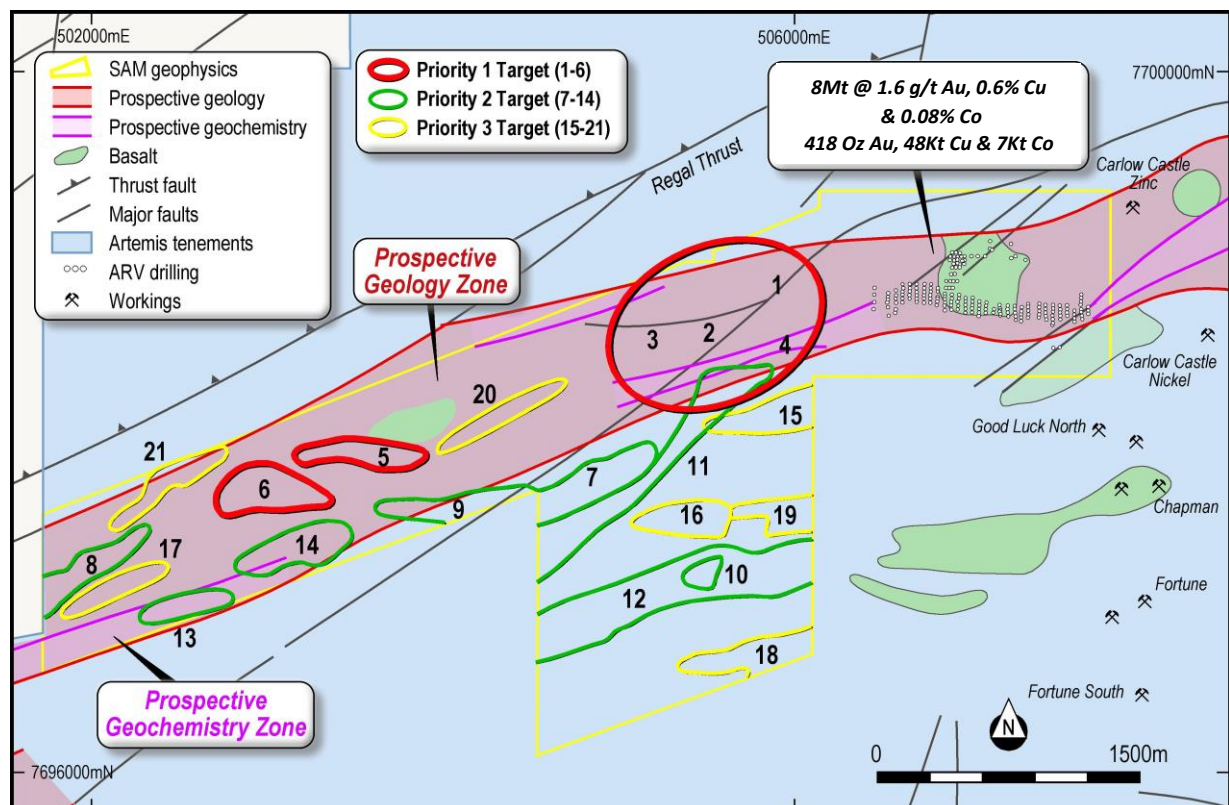 502000mE
506000mE
7700000mN
SAM geophysics
Prospective geology
Prospective geochemistry
Basalt
Thrust fault
Major faults
Artemis tenements
ARV drilling
Workings
Priority 1 Target (1-6)
Priority 2 Target (7-14)
Priority 3 Target (15-21)
8Mt @ 1.6 g/t Au, 0.6% Cu
& 0.08% Co
418 Oz Au, 48Kt Cu & 7Kt Co
Regal Thrust
Carlow Castle
Zinc
Prospective
Geology Zone
1
2
3
4
Carlow Castle
Nickel
20
15
Good Luck North
21
5
11
7
6
9
16
19
Chapman
17
14
8
10
12
Fortune
13
18
Prospective
Geochemistry Zone
Fortune South
N
0
1500m
7696000mN